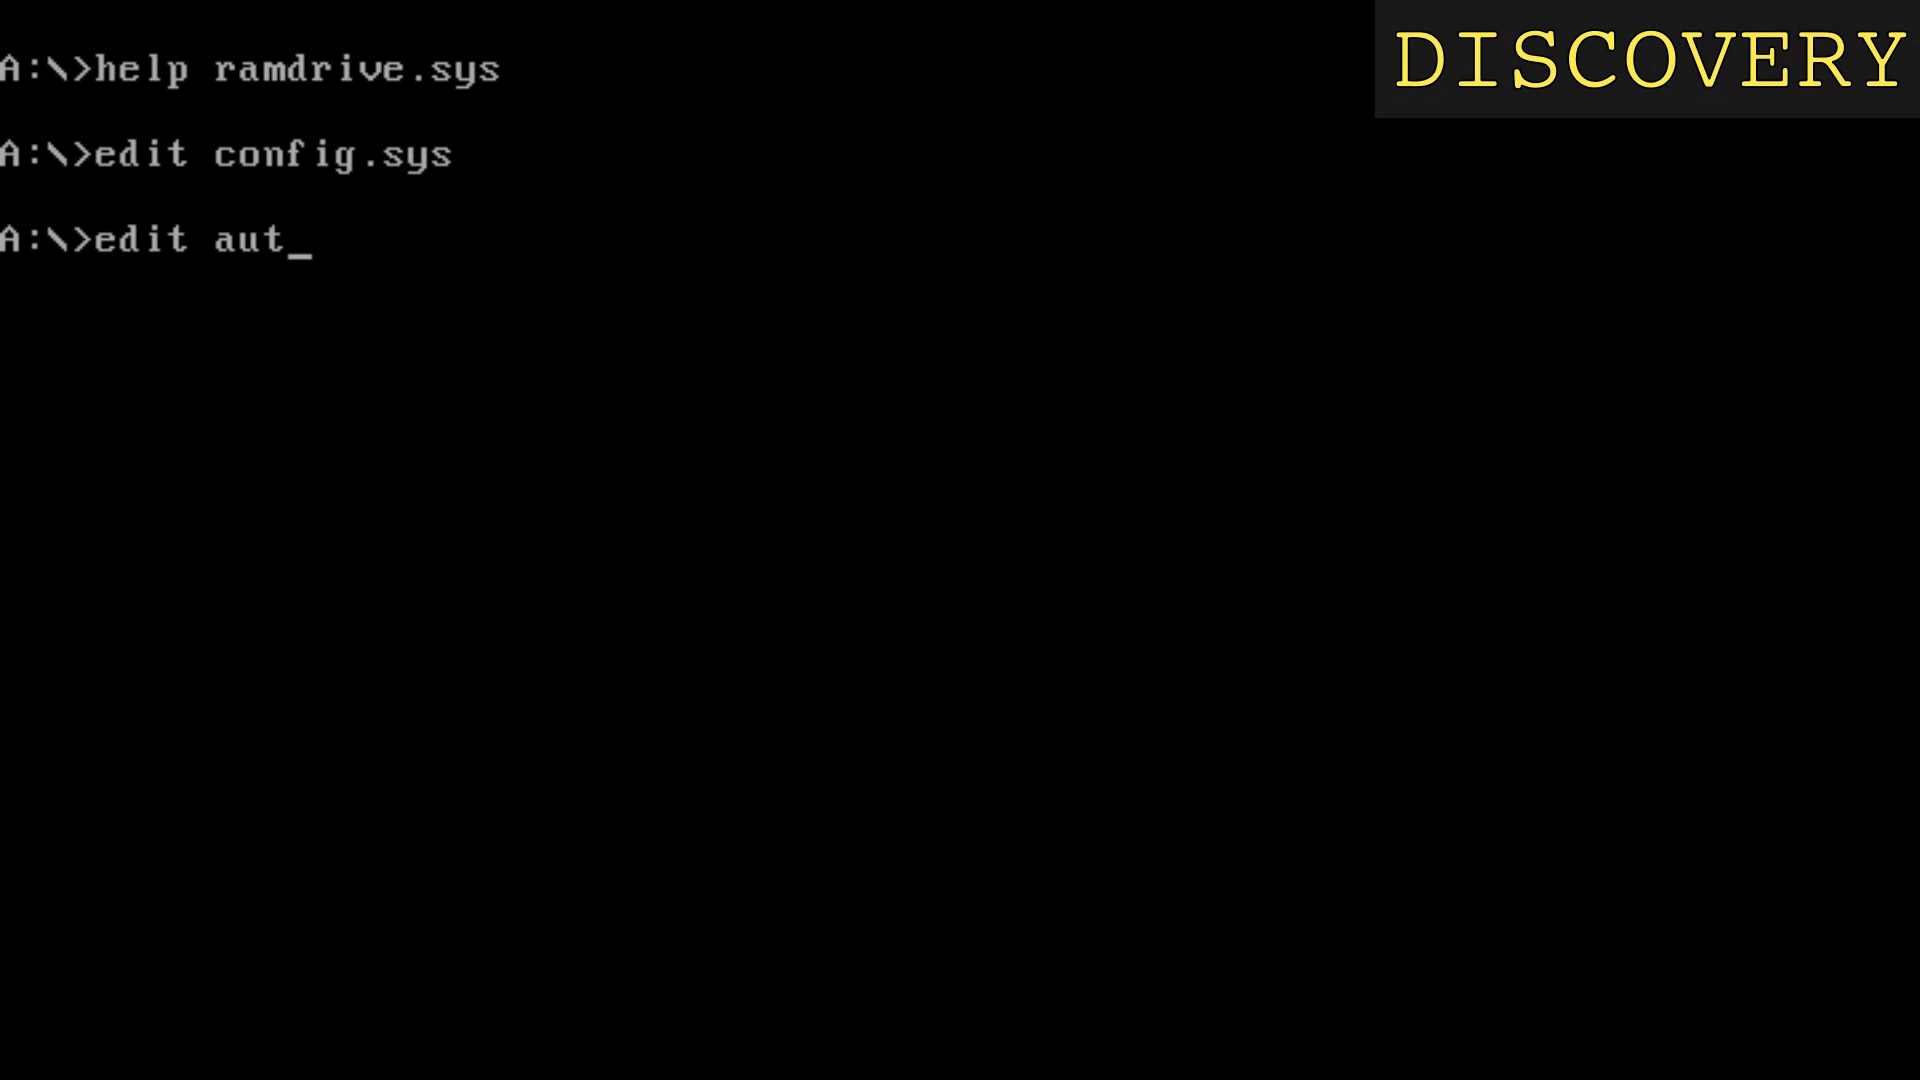 DISCOVERY
A:\>help ramdrive.sys
A:\>edit config.sys
A:\>edit aut_